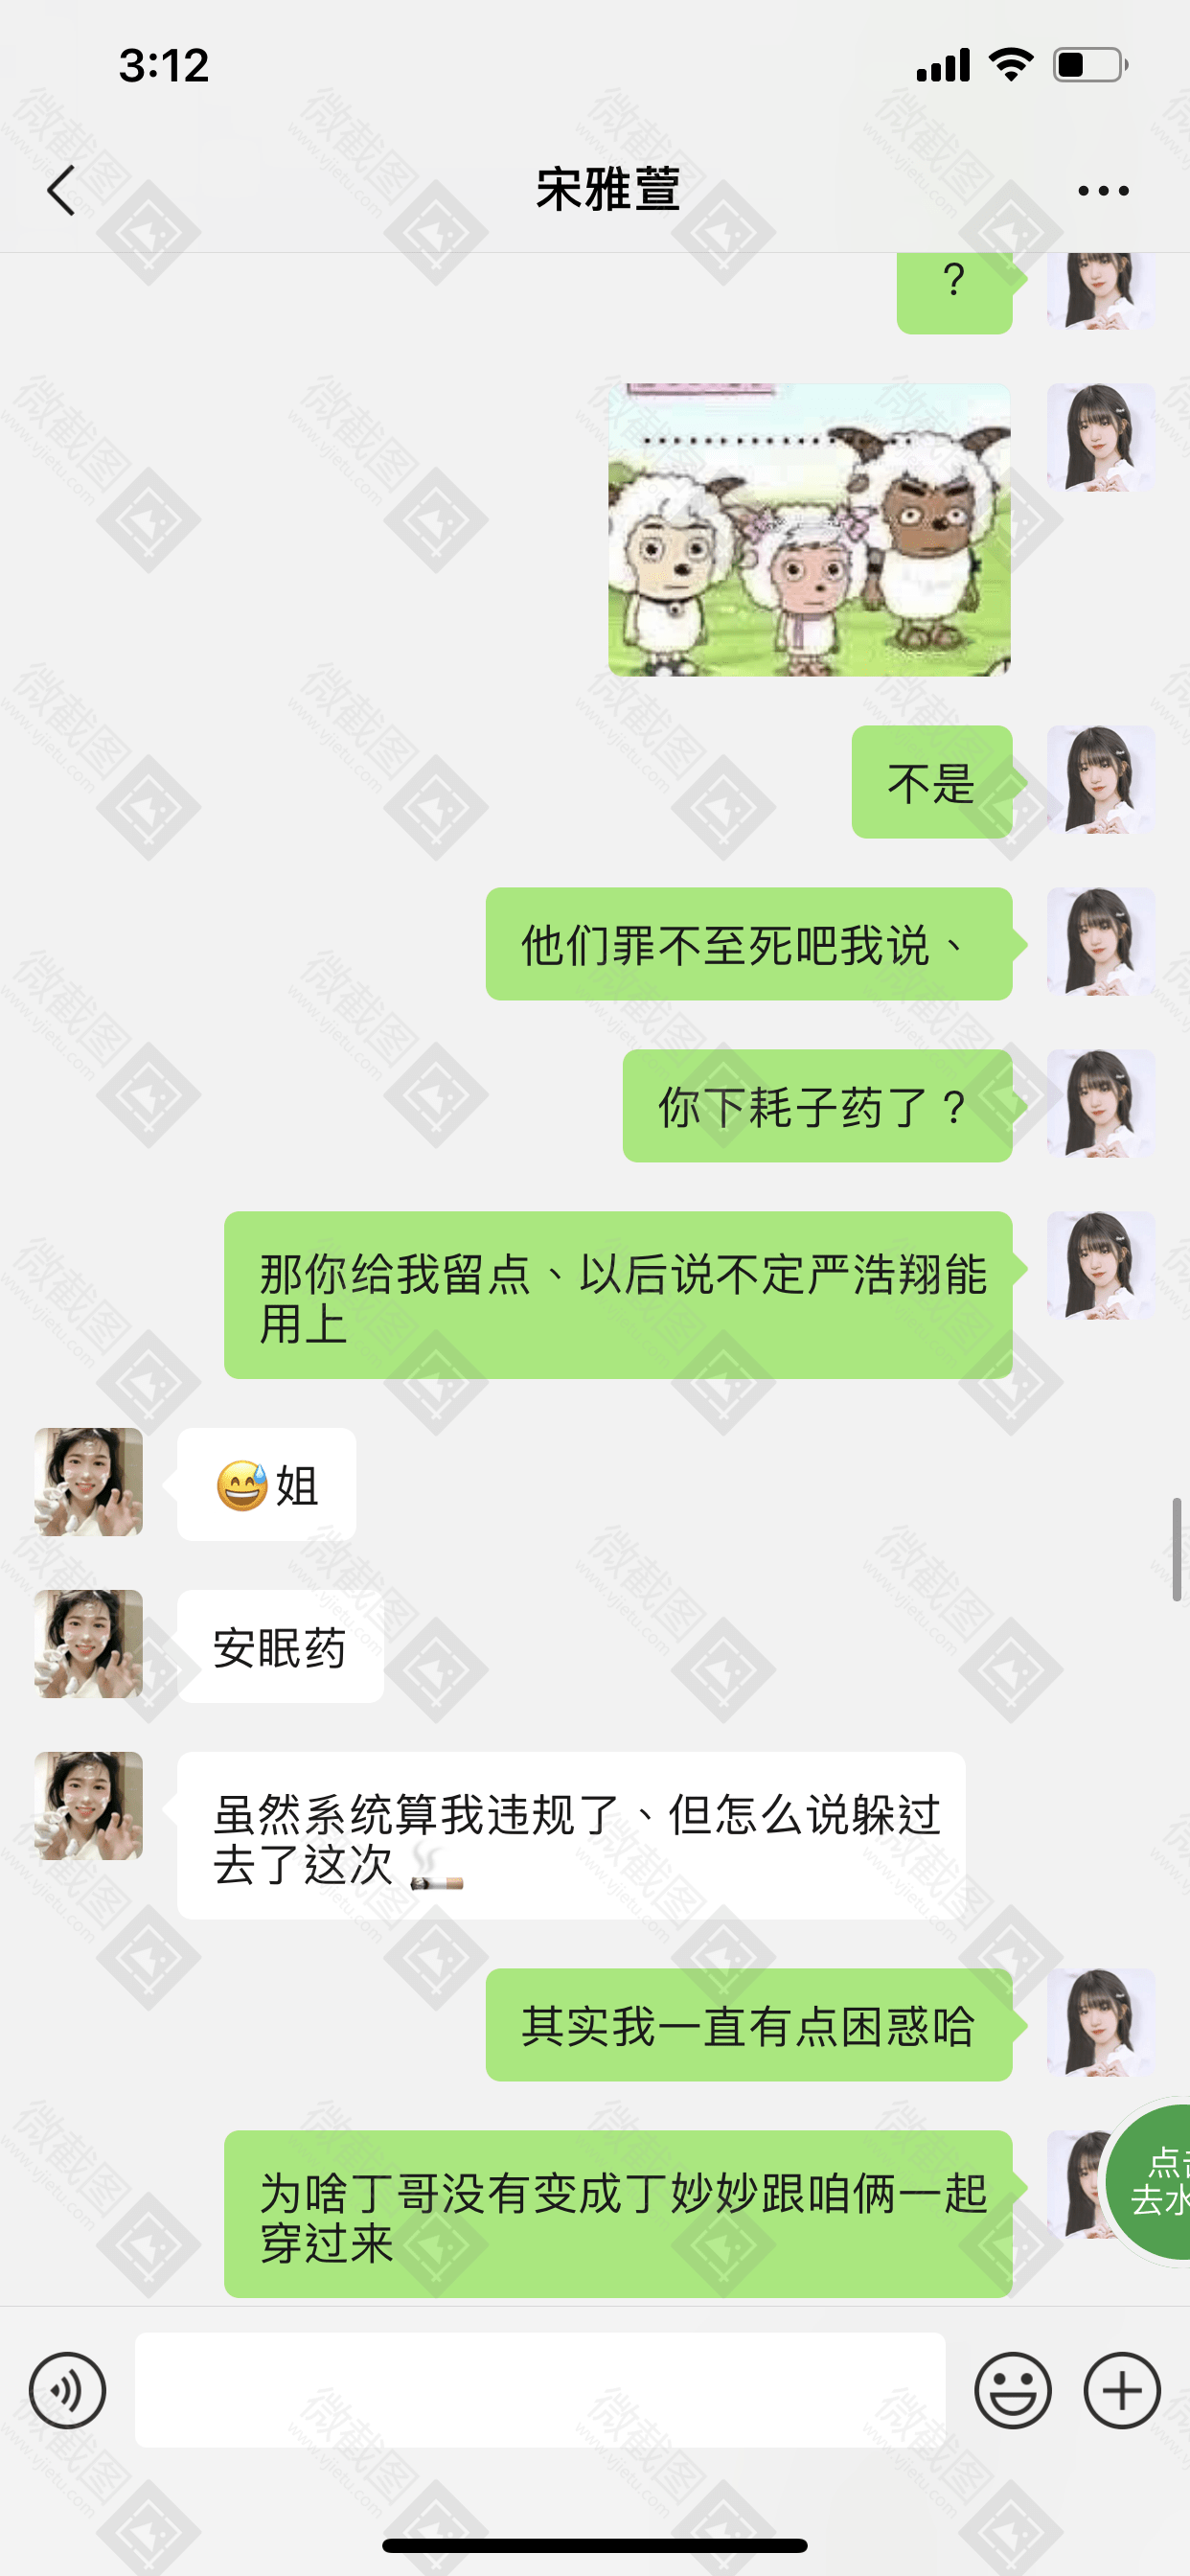 3:12
宋雅萱
?
..................
不是
他们罪不至死吧我说、
你下耗子药了？
那你给我留点、以后说不定严浩翔能
用上
😅姐
安眠药
虽然系统算我违规了、但怎么说躲过
去了这次 🚬
其实我一直有点困惑哈
为啥丁哥没有变成丁妙妙跟咱俩一起
穿过来
点
去水
微截图
www.vjietu.com